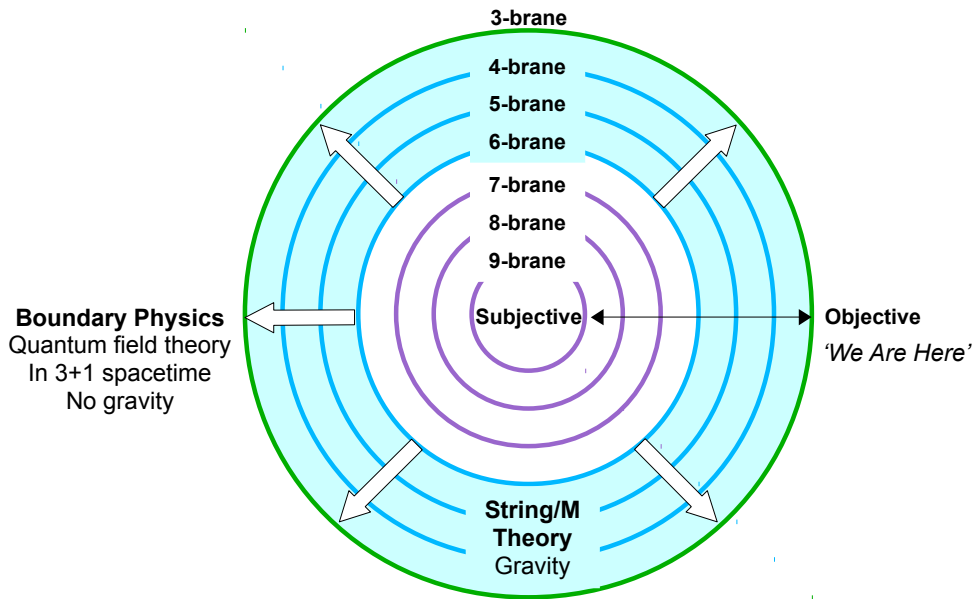 3-brane
4-brane
5-brane
6-brane
7-brane
8-brane
9-brane
Subjective
Objective
‘We Are Here’
Boundary Physics
Quantum field theory
In 3+1 spacetime
No gravity
String/M
Theory
Gravity